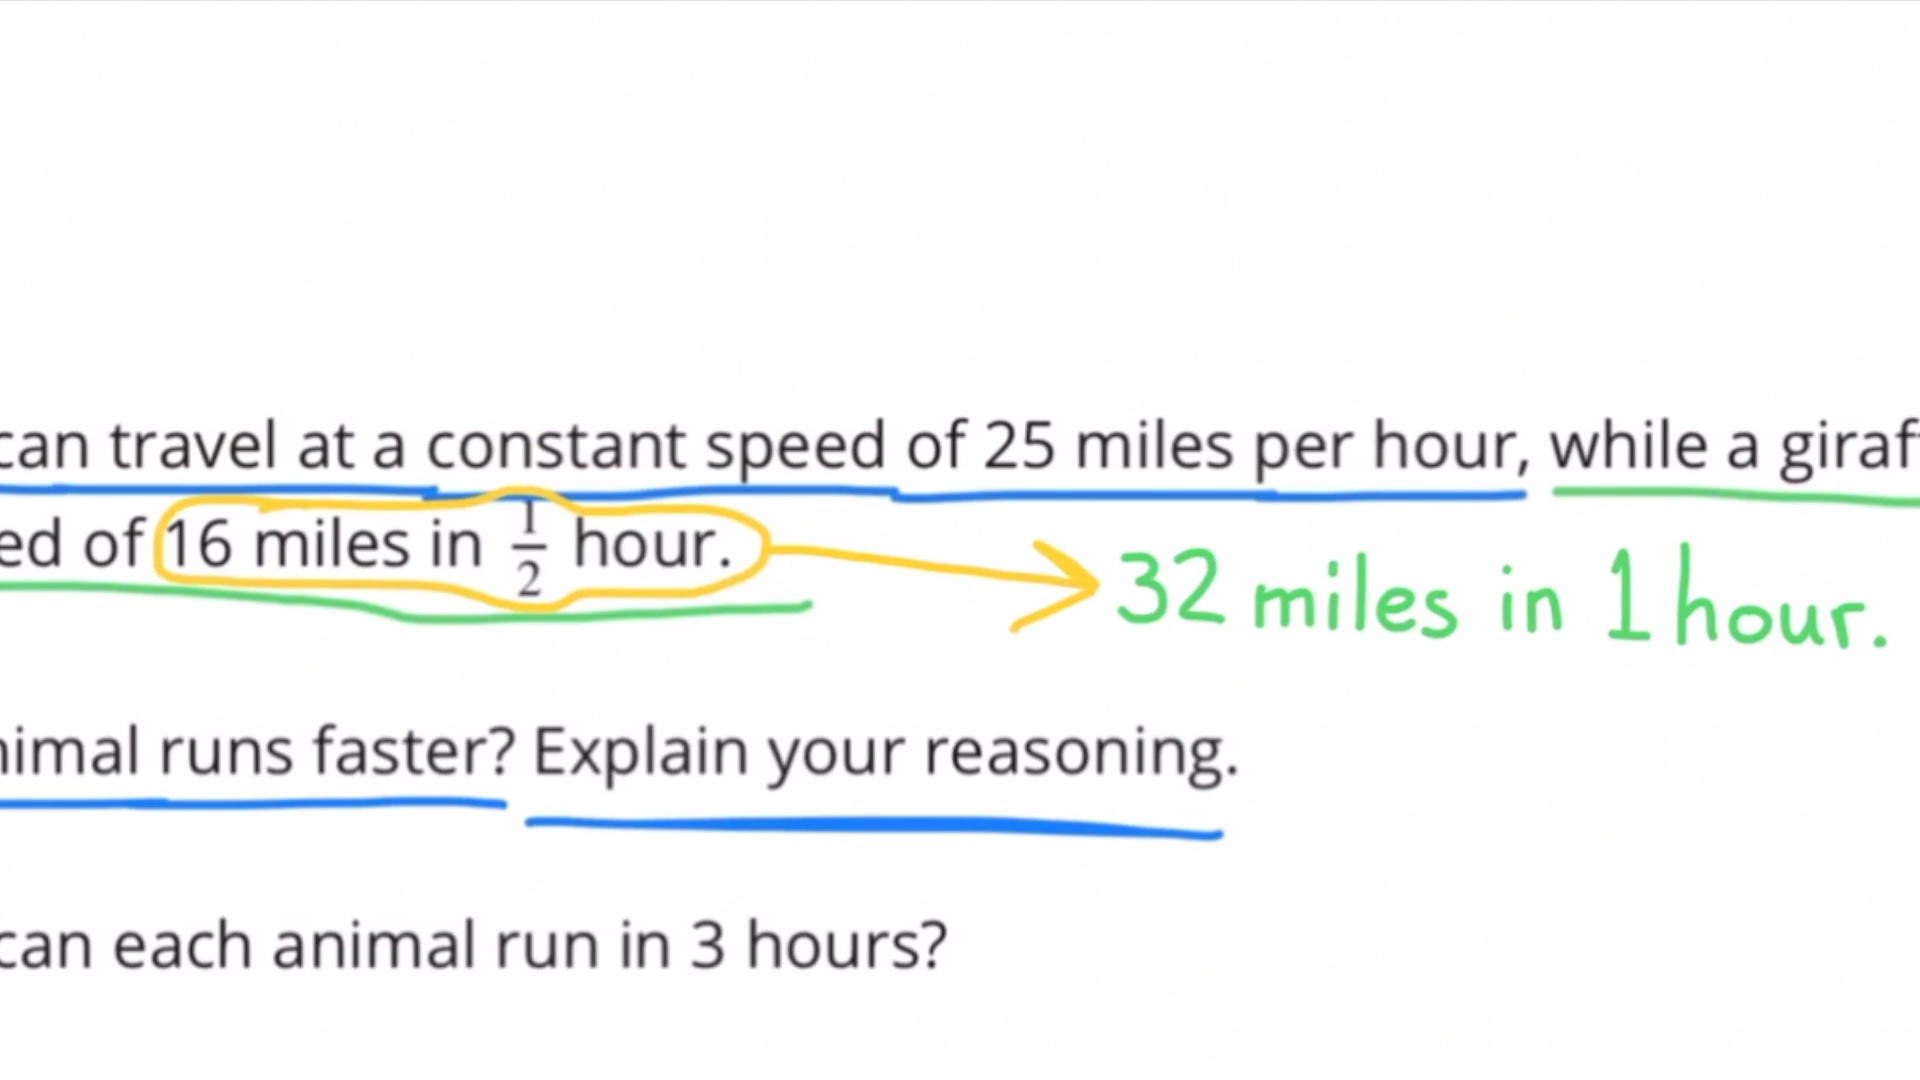 can travel at a constant speed of 25 miles per hour, while a giraf
ed of 16 miles in 1/2 hour. 32 miles in 1 hour.
nimal runs faster? Explain your reasoning.
can each animal run in 3 hours?